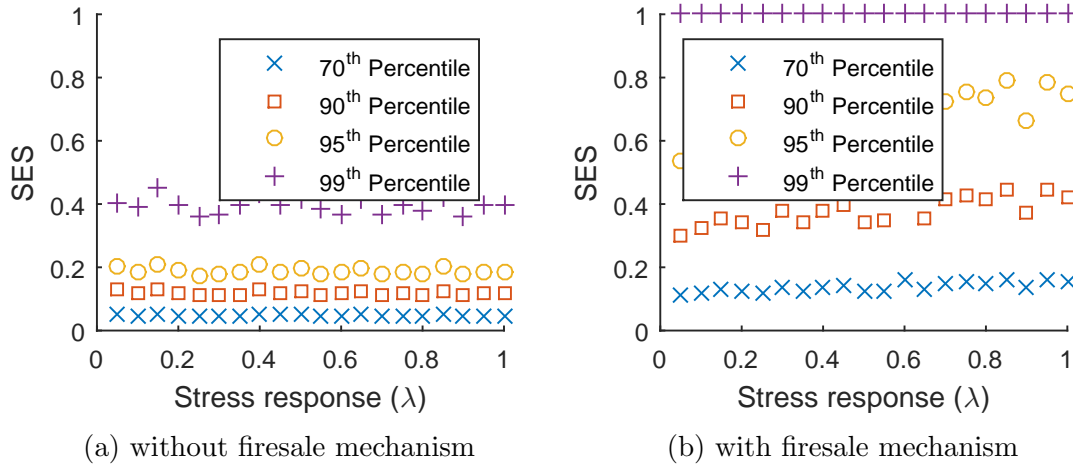 1
0.8
0.6
0.4
0.2
0
SES
70th Percentile
90th Percentile
95th Percentile
99th Percentile
0 0.2 0.4 0.6 0.8 1
Stress response (λ)
(a) without firesale mechanism
1
0.8
0.6
0.4
0.2
0
SES
70th Percentile
90th Percentile
95th Percentile
99th Percentile
0 0.2 0.4 0.6 0.8 1
Stress response (λ)
(b) with firesale mechanism